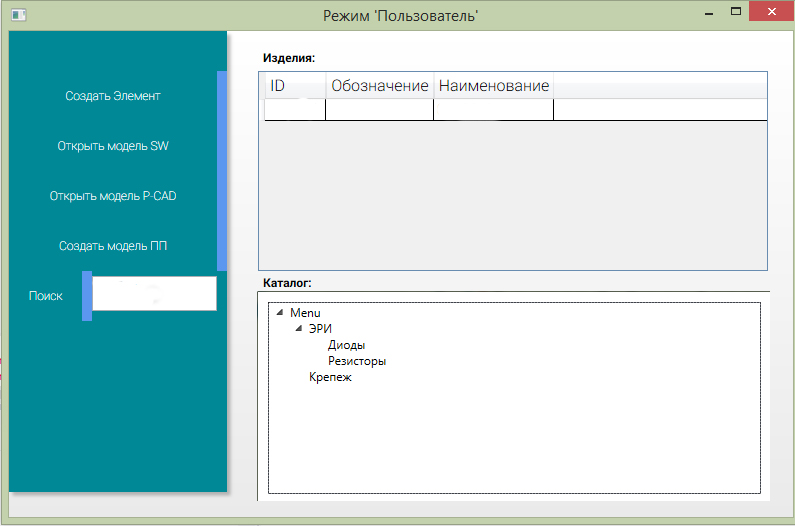 Режим 'Пользователь'
Создать Элемент
Открыть модель SW
Открыть модель P-CAD
Создать модель ПП
Поиск
Изделия:
ID Обозначение Наименование
Каталог:
Menu
ЭРИ
Диоды
Резисторы
Крепеж